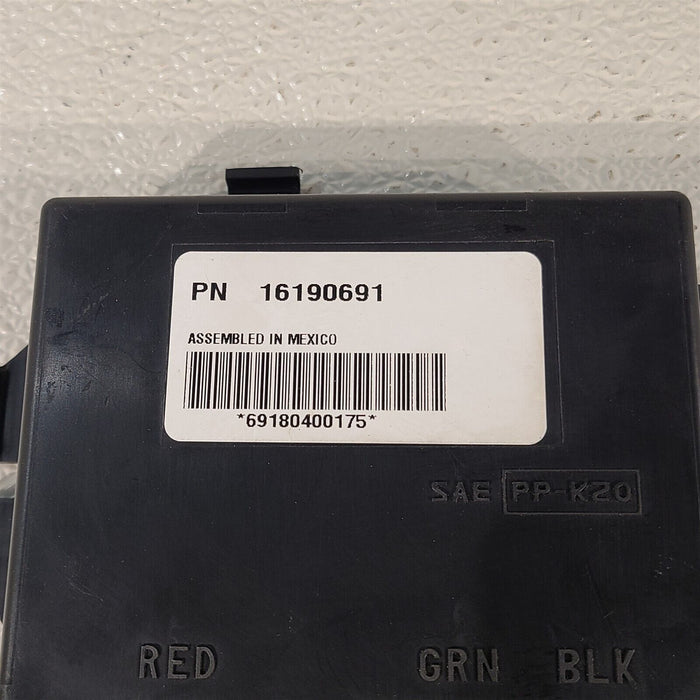 PN 16190691
ASSEMBLED IN MEXICO
*69180400175*
SAE PP-K20
RED GRN BLK